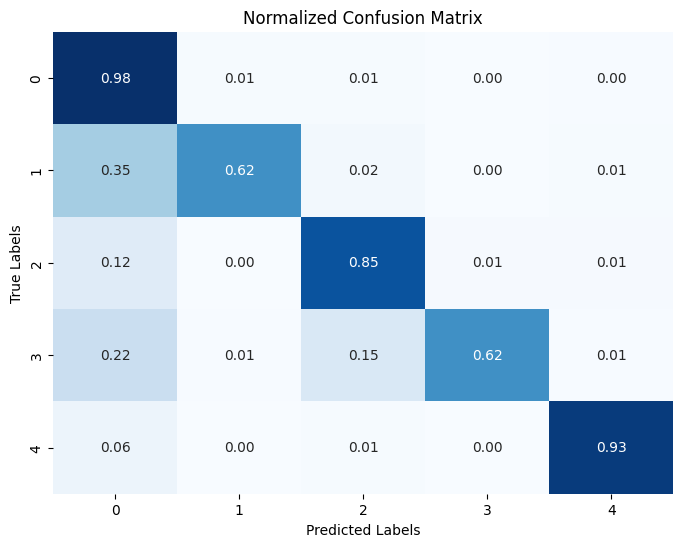 Normalized Confusion Matrix
True Labels
0 0.98 0.01 0.01 0.00 0.00
1 0.35 0.62 0.02 0.00 0.01
2 0.12 0.00 0.85 0.01 0.01
3 0.22 0.01 0.15 0.62 0.01
4 0.06 0.00 0.01 0.00 0.93
0 1 2 3 4
Predicted Labels